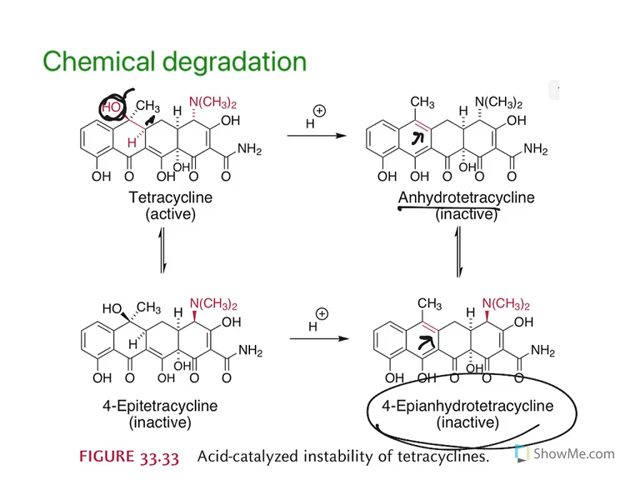 Chemical degradation
HO
CH3
H
N(CH3)2
OH
H
NH2
OH
O
OH
OH
O
O
H⊕
CH3
H
N(CH3)2
OH
NH2
OH
OH
O
OH
O
O
Tetracycline
(active)
Anhydrotetracycline
(inactive)
HO
CH3
H
N(CH3)2
OH
H
NH2
OH
O
OH
OH
O
O
H⊕
CH3
H
N(CH3)2
OH
NH2
OH
OH
O
OH
O
O
4-Epitetracycline
(inactive)
4-Epianhydrotetracycline
(inactive)
FIGURE 33.33 Acid-catalyzed instability of tetracyclines.
ShowMe.com